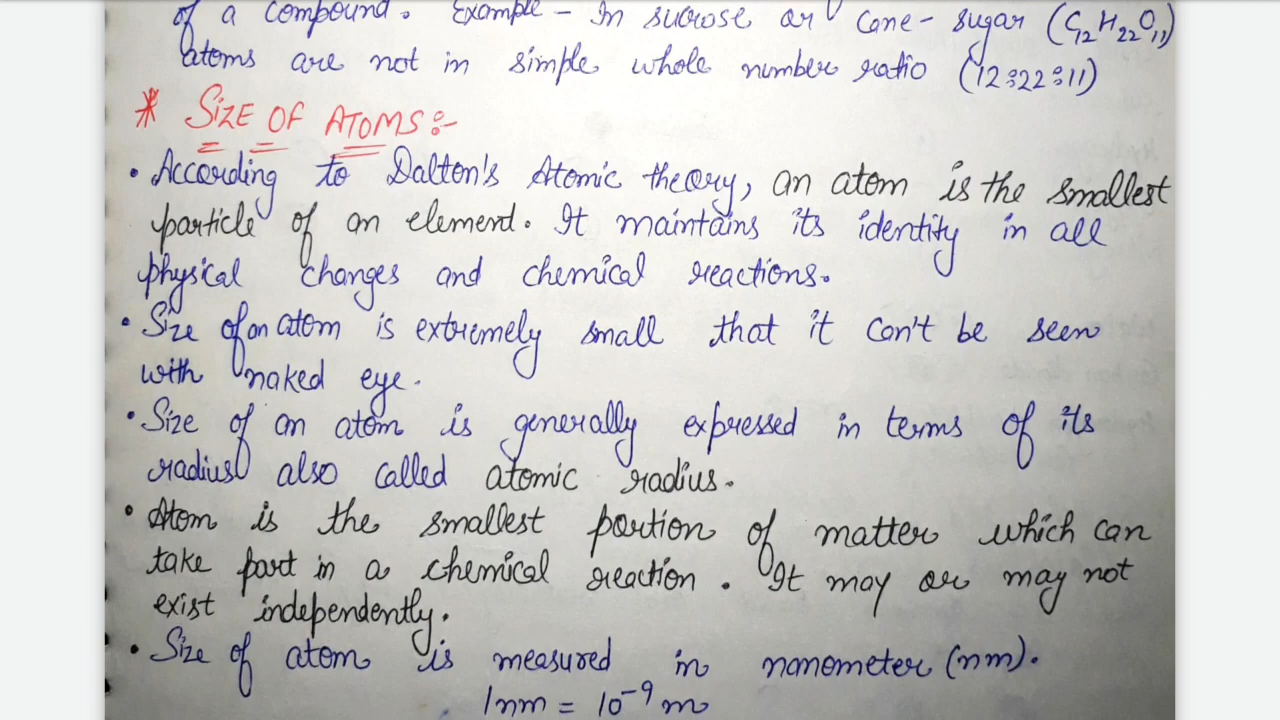 of a compound. Example - In sucrose or cane-sugar (C₁₂H₂₂O₁₁)
atoms are not in simple whole number ratio (12:22:11)
* SIZE OF ATOMS:-
• According to Dalton's Atomic theory, an atom is the smallest
particle of an element. It maintains its identity in all
physical changes and chemical reactions.
• Size of an atom is extremely small that it can't be seen
with naked eye.
• Size of an atom is generally expressed in terms of its
radius also called atomic radius.
• Atom is the smallest portion of matter which can
take part in a chemical reaction. It may or may not
exist independently.
• Size of atom is measured in nanometer (nm).
1nm = 10⁻⁹ m